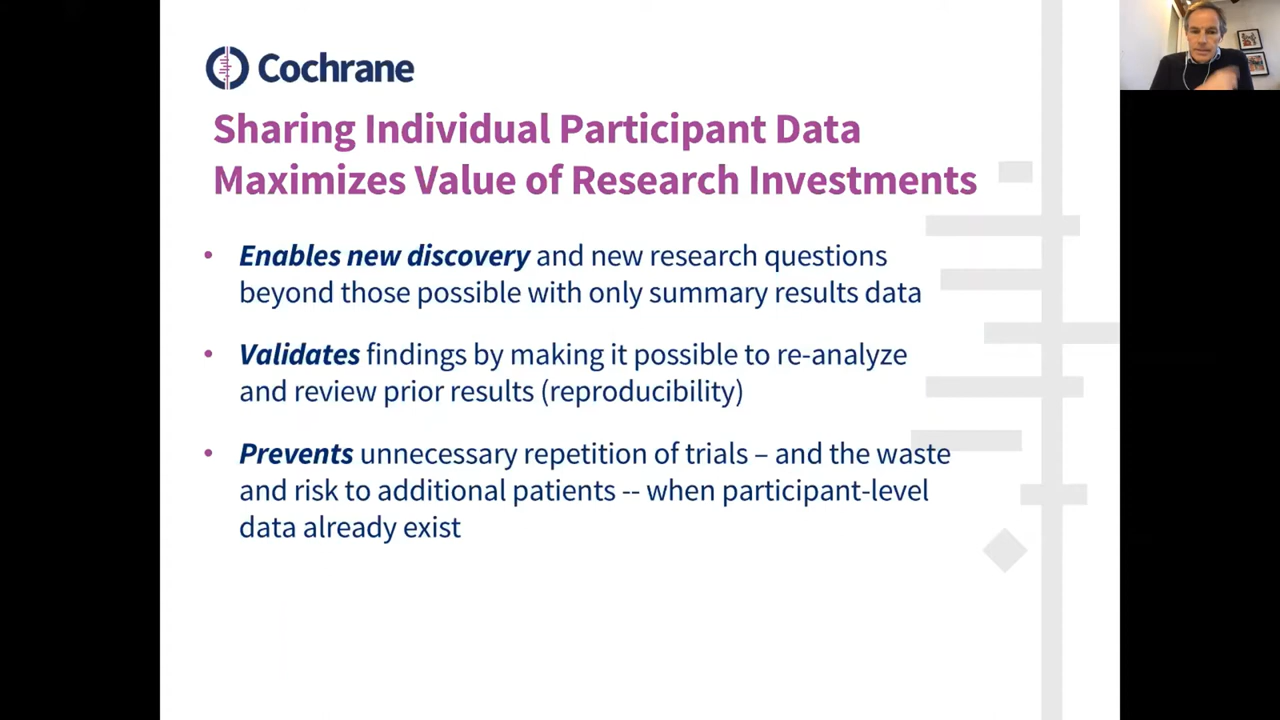 Cochrane
Sharing Individual Participant Data
Maximizes Value of Research Investments
• Enables new discovery and new research questions
beyond those possible with only summary results data
• Validates findings by making it possible to re-analyze
and review prior results (reproducibility)
• Prevents unnecessary repetition of trials – and the waste
and risk to additional patients -- when participant-level
data already exist